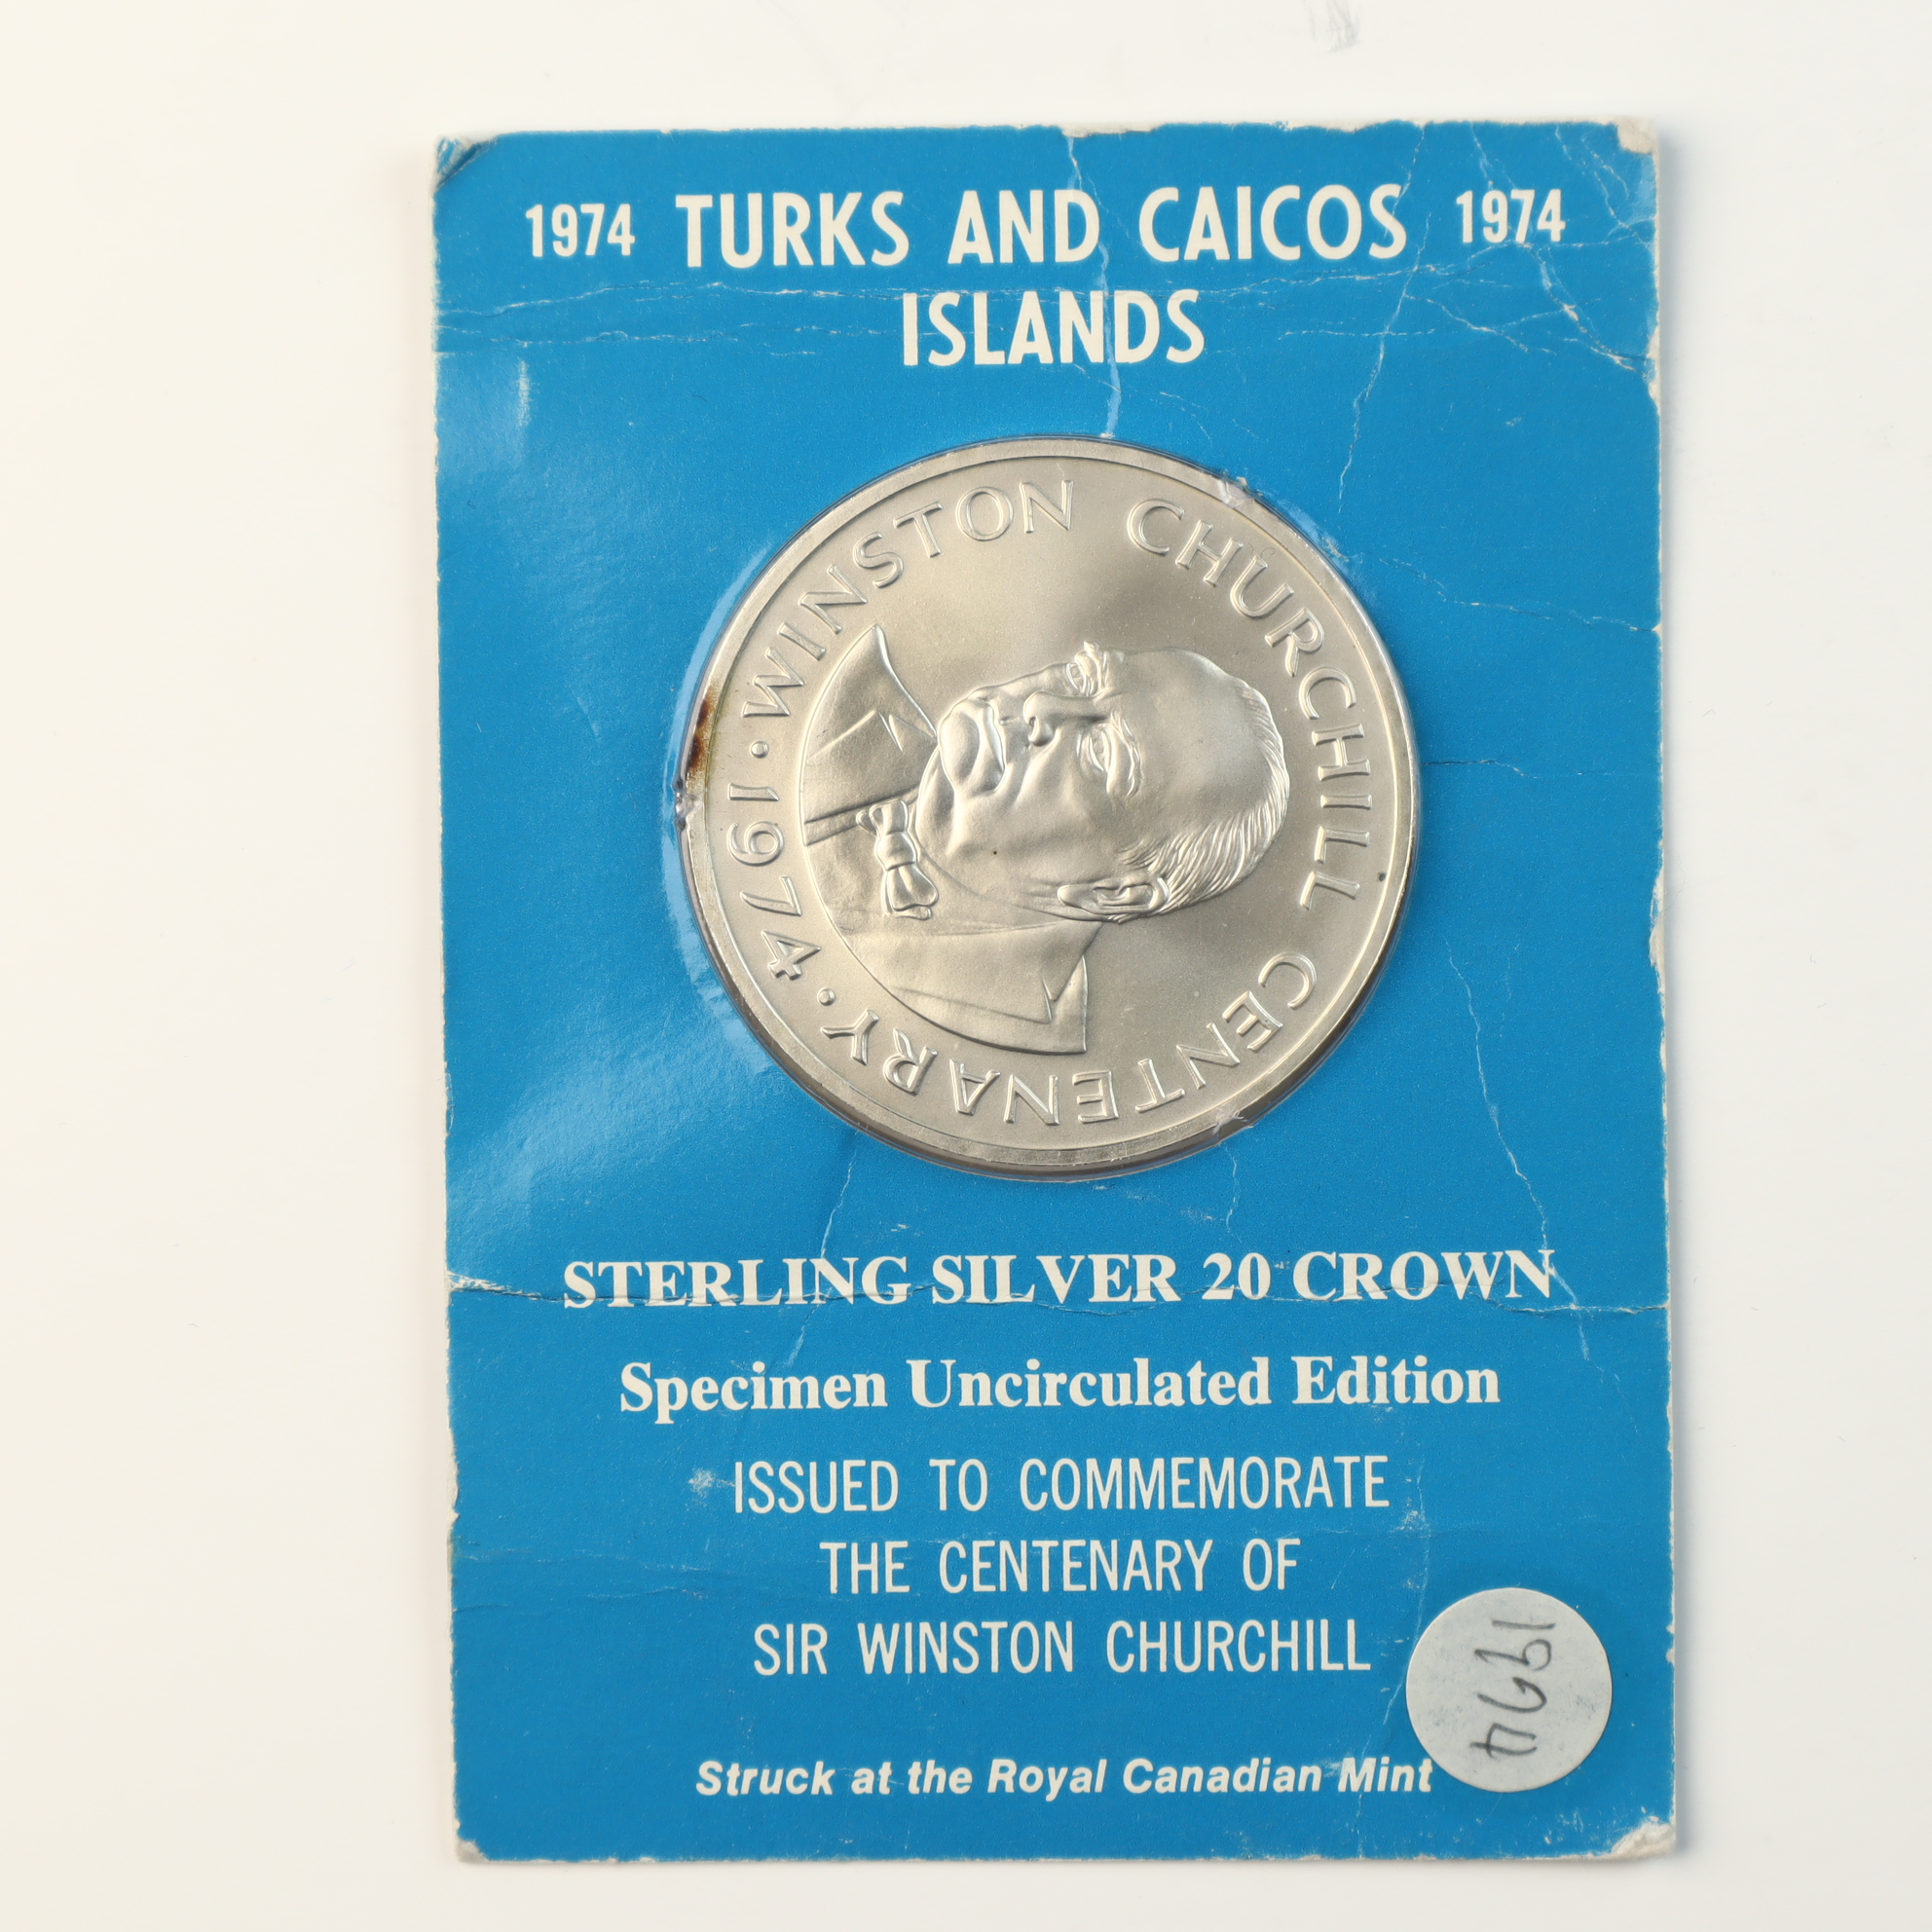 1974 TURKS AND CAICOS 1974
ISLANDS
WINSTON CHURCHILL CENTENARY · 1974 ·
STERLING SILVER 20 CROWN
Specimen Uncirculated Edition
ISSUED TO COMMEMORATE
THE CENTENARY OF
SIR WINSTON CHURCHILL
1994
Struck at the Royal Canadian Mint